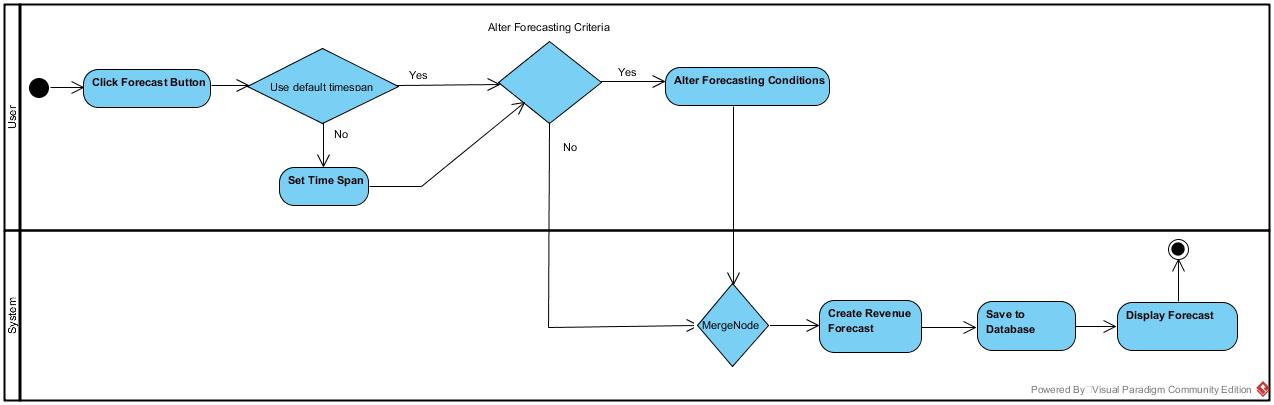 Alter Forecasting Criteria
User
Click Forecast Button
Use default timespan
Yes
Yes
Alter Forecasting Conditions
No
No
Set Time Span
System
MergeNode
Create Revenue
Forecast
Save to
Database
Display Forecast
Powered By Visual Paradigm Community Edition